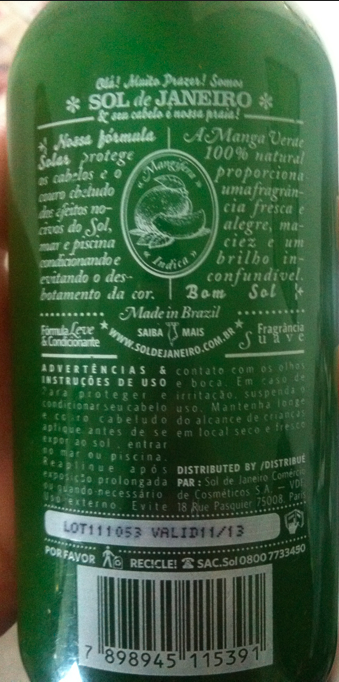 Olá! Muito Prazer! Somos
SOL de JANEIRO
& seu cabelo é nossa praia!
Nossa fórmula
Solar protege
os cabelos e o
couro cbeludo
dos efeitos no-
civos do Sol,
mar e piscina
condicionando e
evitando o des-
botamento da cor.
A Manga Verde
100% natural
proporciona
uma fragrân-
cia fresca e
alegre, ma-
ciez e um
brilho in-
confundível.
Bom Sol
"Mangifera"
"Indica"
Made in Brazil
Fórmula Leve
& Condicionante
SAIBA MAIS
WWW.SOLDEJANEIRO.COM.BR
Fragrância
Suave
ADVERTÊNCIAS &
INSTRUÇÕES DE USO
Para proteger e
condicionar seu cabelo
e couro cabeludo
aplique antes de se
expor ao sol, entrar
no mar ou piscina.
Reaplique após
exposição prolongada
ou quando necessário.
Uso externo. Evite
contato com os olhos
e boca. Em caso de
irritação, suspenda o
uso. Mantenha longe
do alcance de crianças
em local seco e fresco
DISTRIBUTED BY /DISTRIBUÉ
PAR: Sol de Janeiro Comércio
de Cosméticos S.A. — VDF,
18 Rue Pasquier 75008, Paris
LOT111053 VALID11/13
POR FAVOR RECICLE! SAC.Sol 0800 7733450
7 898945 115391